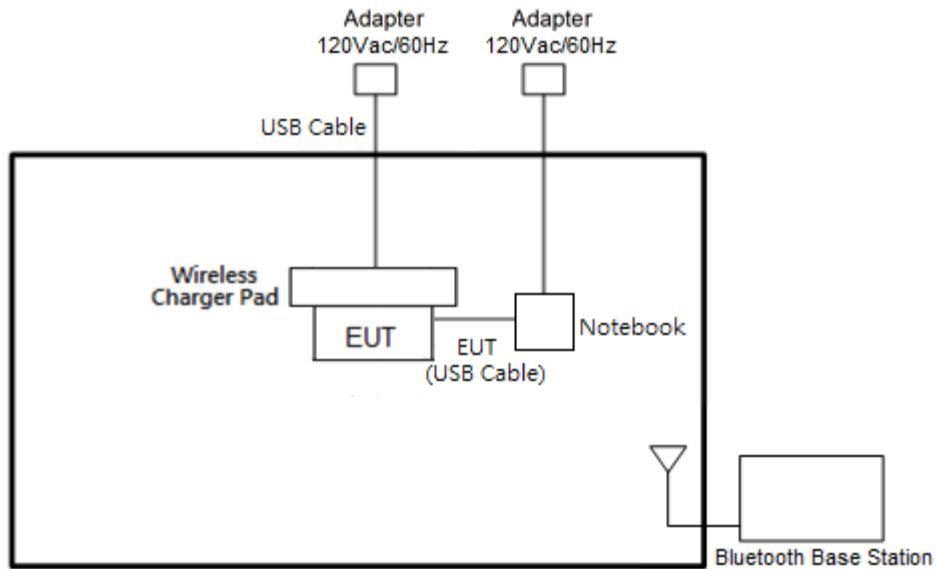 Adapter
120Vac/60Hz
Adapter
120Vac/60Hz
USB Cable
Wireless
Charger Pad
EUT
EUT
(USB Cable)
Notebook
Bluetooth Base Station